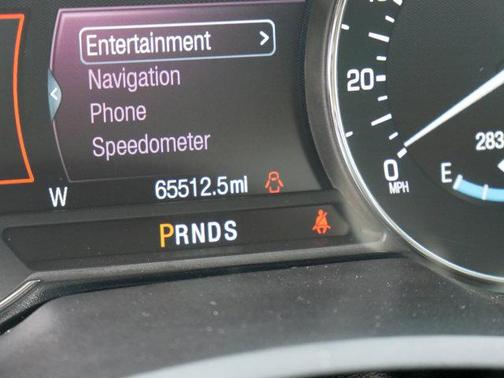 Entertainment >
Navigation
Phone
Speedometer
W 65512.5mi
PRNDS
20
0
MPH
283
E